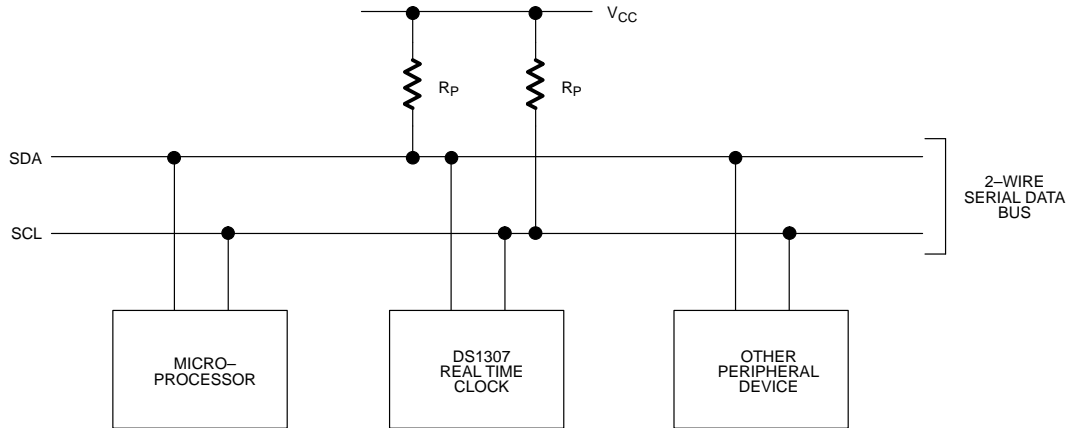 VCC
RP
RP
SDA
2–WIRE
SERIAL DATA
BUS
SCL
MICRO–
PROCESSOR
DS1307
REAL TIME
CLOCK
OTHER
PERIPHERAL
DEVICE